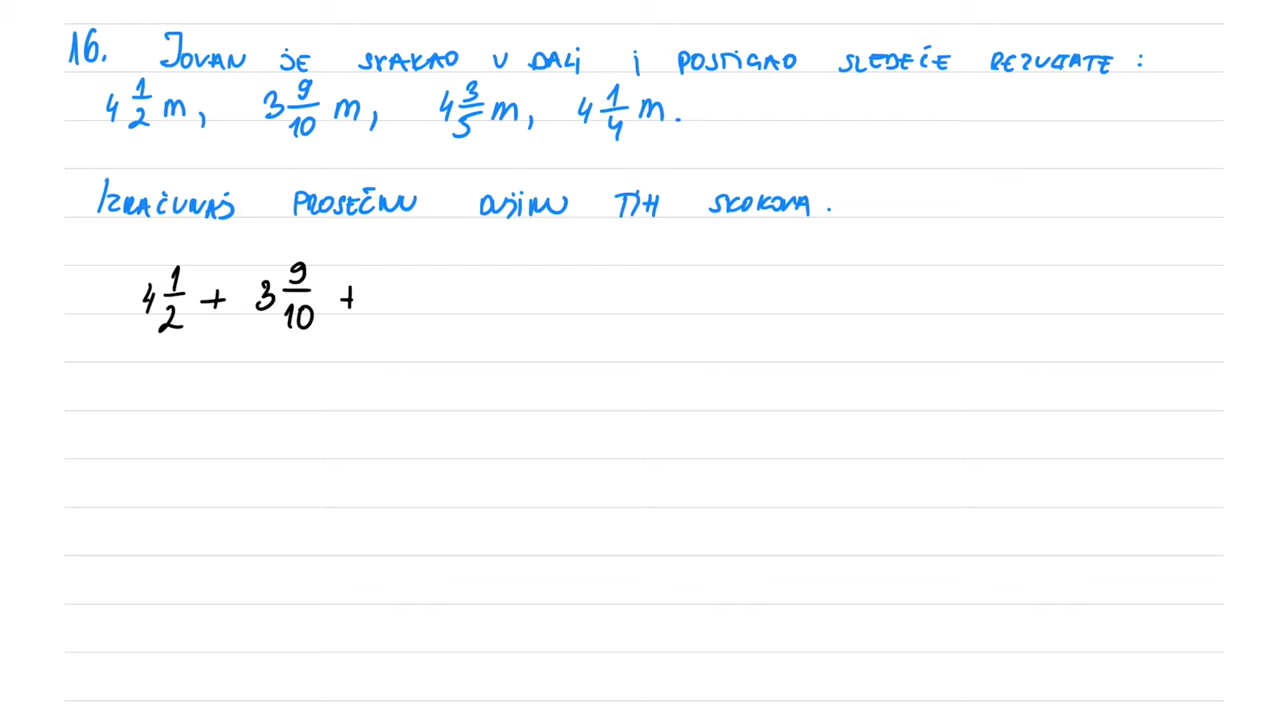 16. Jovan je skakao u dalj i postigao sledeće rezultate:
4 1/2 m, 3 9/10 m, 4 3/5 m, 4 1/4 m.
Izračunaj prosečnu dužinu tih skokova.
4 1/2 + 3 9/10 +